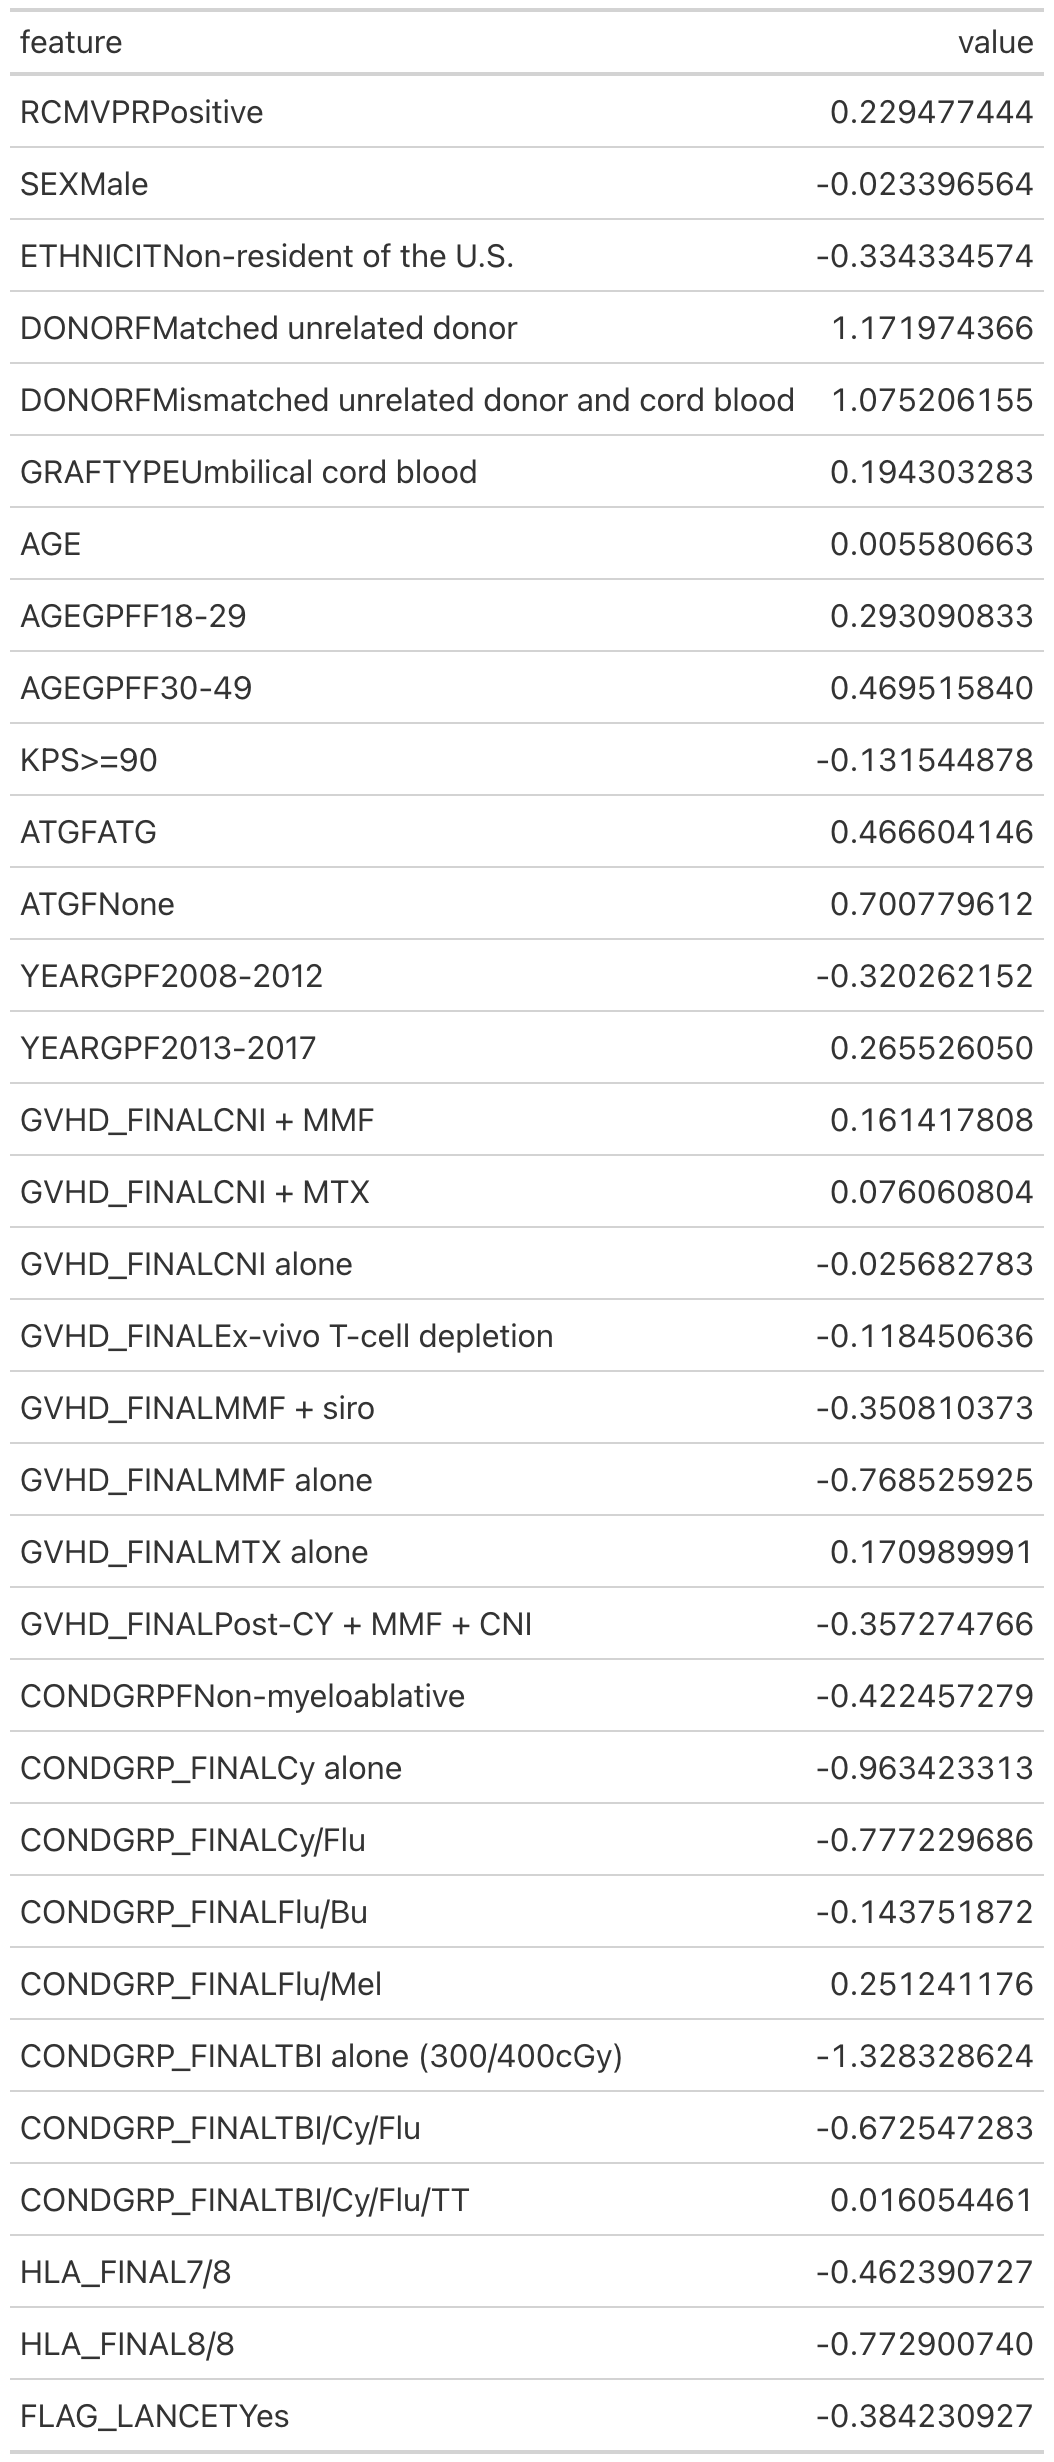 feature value
RCMVPRPositive 0.229477444
SEXMale -0.023396564
ETHNICITNon-resident of the U.S. -0.334334574
DONORFMatched unrelated donor 1.171974366
DONORFMismatched unrelated donor and cord blood 1.075206155
GRAFTYPEUmbilical cord blood 0.194303283
AGE 0.005580663
AGEGPFF18-29 0.293090833
AGEGPFF30-49 0.469515840
KPS>=90 -0.131544878
ATGFATG 0.466604146
ATGFNone 0.700779612
YEARGPF2008-2012 -0.320262152
YEARGPF2013-2017 0.265526050
GVHD_FINALCNI + MMF 0.161417808
GVHD_FINALCNI + MTX 0.076060804
GVHD_FINALCNI alone -0.025682783
GVHD_FINALEx-vivo T-cell depletion -0.118450636
GVHD_FINALMMF + siro -0.350810373
GVHD_FINALMMF alone -0.768525925
GVHD_FINALMTX alone 0.170989991
GVHD_FINALPost-CY + MMF + CNI -0.357274766
CONDGRPFNon-myeloablative -0.422457279
CONDGRP_FINALCy alone -0.963423313
CONDGRP_FINALCy/Flu -0.777229686
CONDGRP_FINALFlu/Bu -0.143751872
CONDGRP_FINALFlu/Mel 0.251241176
CONDGRP_FINALTBI alone (300/400cGy) -1.328328624
CONDGRP_FINALTBI/Cy/Flu -0.672547283
CONDGRP_FINALTBI/Cy/Flu/TT 0.016054461
HLA_FINAL7/8 -0.462390727
HLA_FINAL8/8 -0.772900740
FLAG_LANCETYes -0.384230927